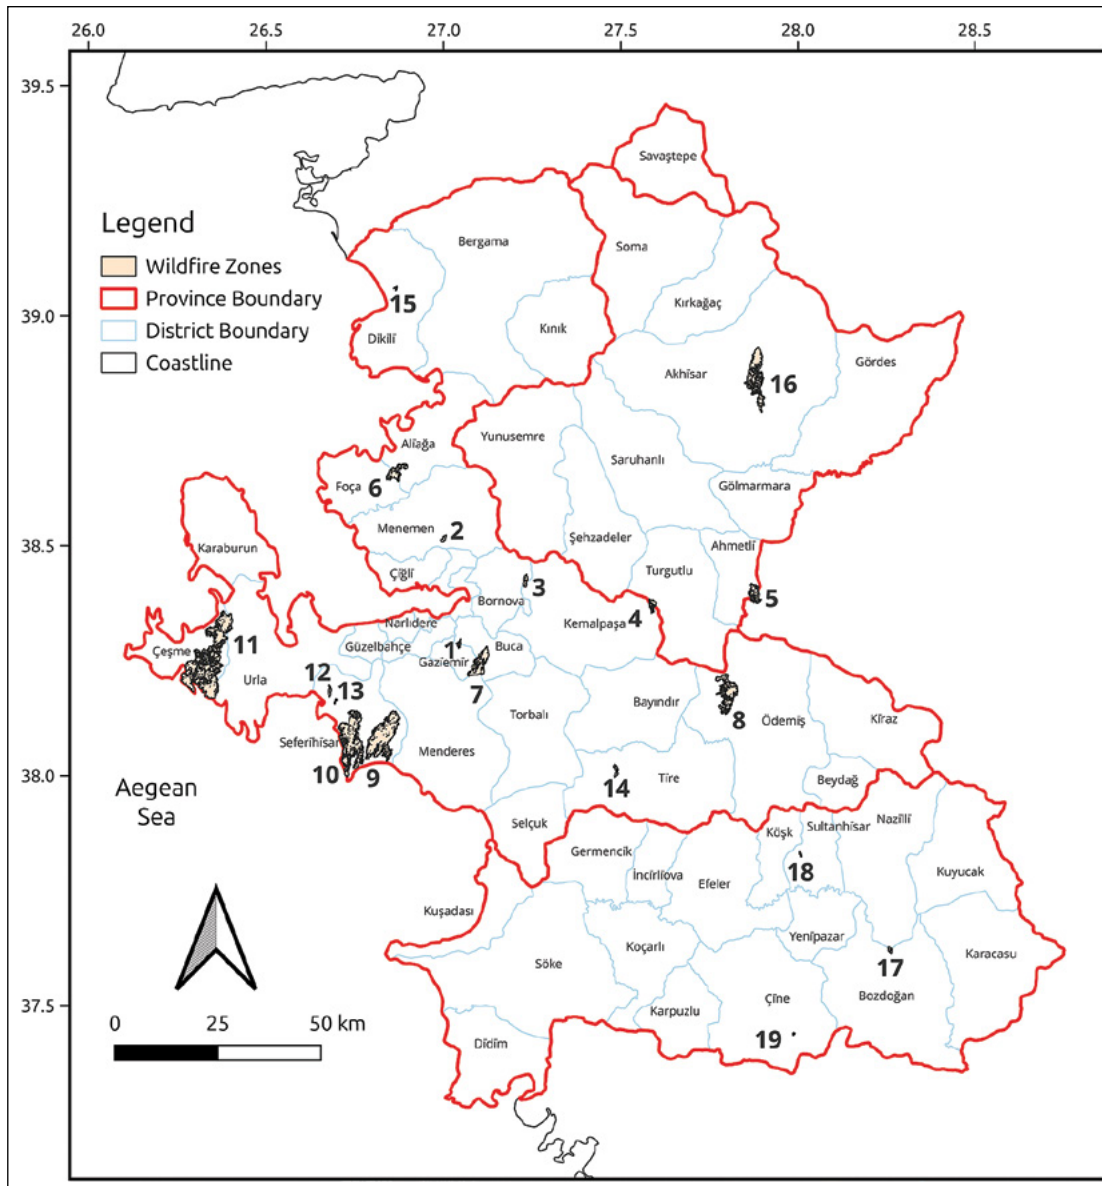 26.0 26.5 27.0 27.5 28.0 28.5
39.5
Savaştepe
Legend
Bergama
Soma
Wildfire Zones
Province Boundary
15
Kırkağaç
39.0
District Boundary
Dikili
Kınık
Coastline
Akhisar
16
Gördes
Aliağa
Yunusemre
Şaruhanlı
Foça
6
Gölmarmara
Menemen
2
38.5
Karaburun
Şehzadeler
Ahmetli
Çiğli
Turgutlu
3
Bornova
5
Narlıdere
Kemalpaşa
4
11
Çeşme
Güzelbahçe
1
Buca
Gaziemir
Urla
12
13
7
Bayındır
Torbalı
8
Ödemiş
Kiraz
Seferihisar
Menderes
10
9
38.0
14
Tire
Beydağ
Aegean
Sea
Selçuk
Köşk
Sultanhisar
Nazilli
Germencik
İncirliova
Efeler
18
Kuyucak
Kuşadası
Yenipazar
Koçarlı
Söke
17
Karacasu
37.5
Karpuzlu
Çine
Bozdoğan
0 25 50 km
Didim
19